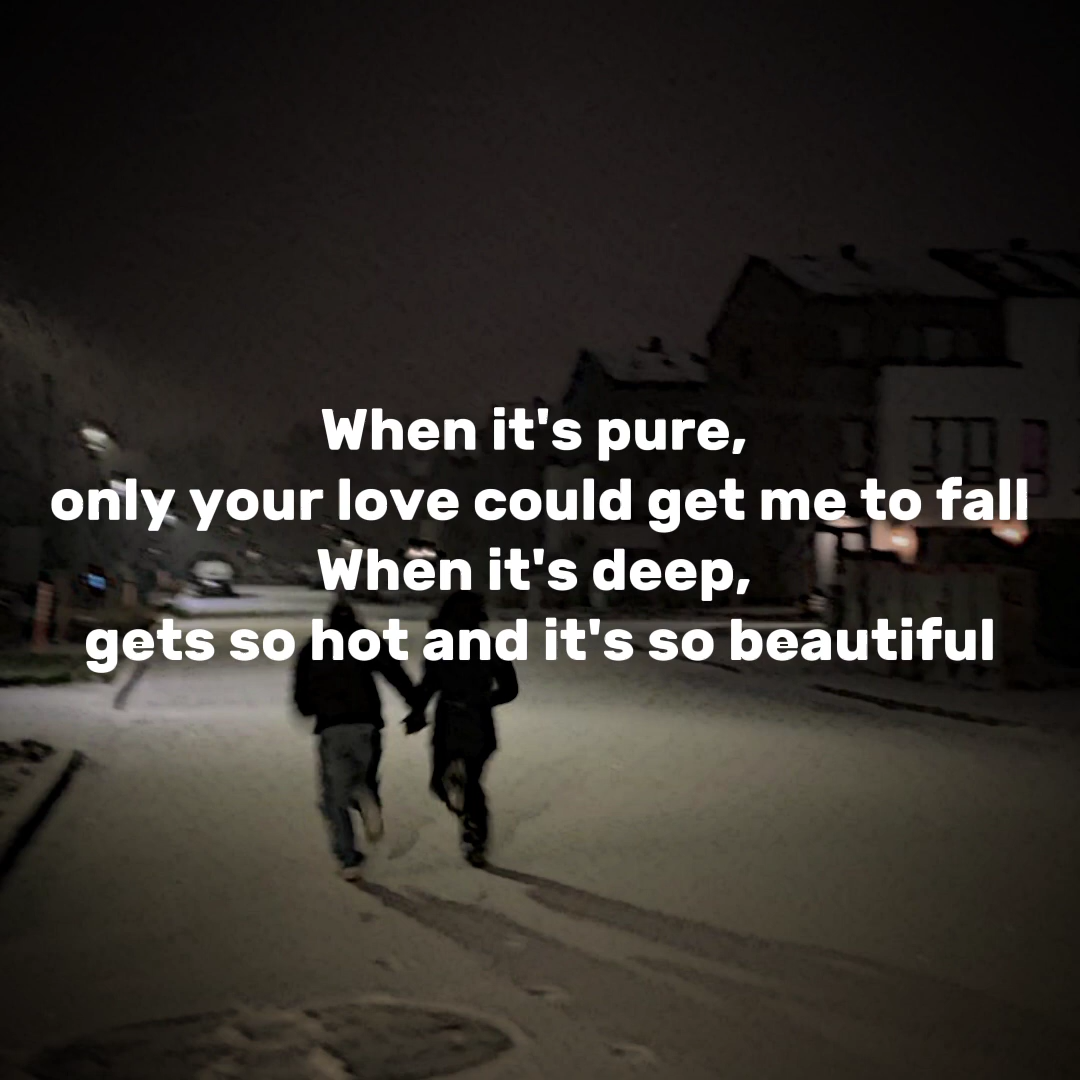 When it's pure,
only your love could get me to fall
When it's deep,
gets so hot and it's so beautiful